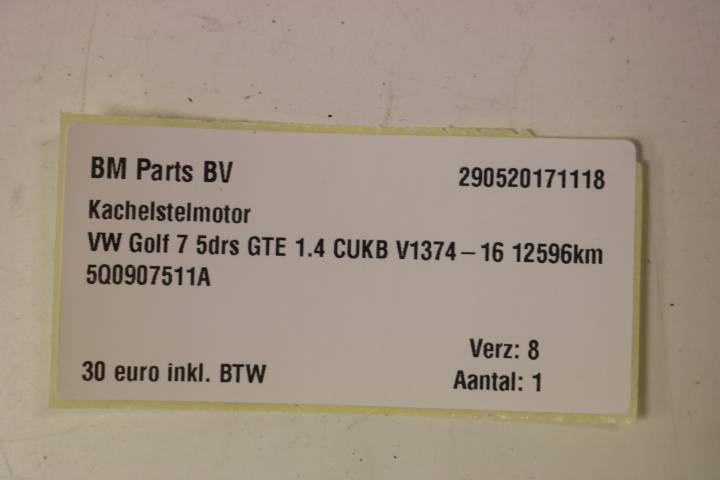 BM Parts BV 290520171118
Kachelstelmotor
VW Golf 7 5drs GTE 1.4 CUKB V1374-16 12596km
5Q0907511A
Verz: 8
30 euro inkl. BTW Aantal: 1